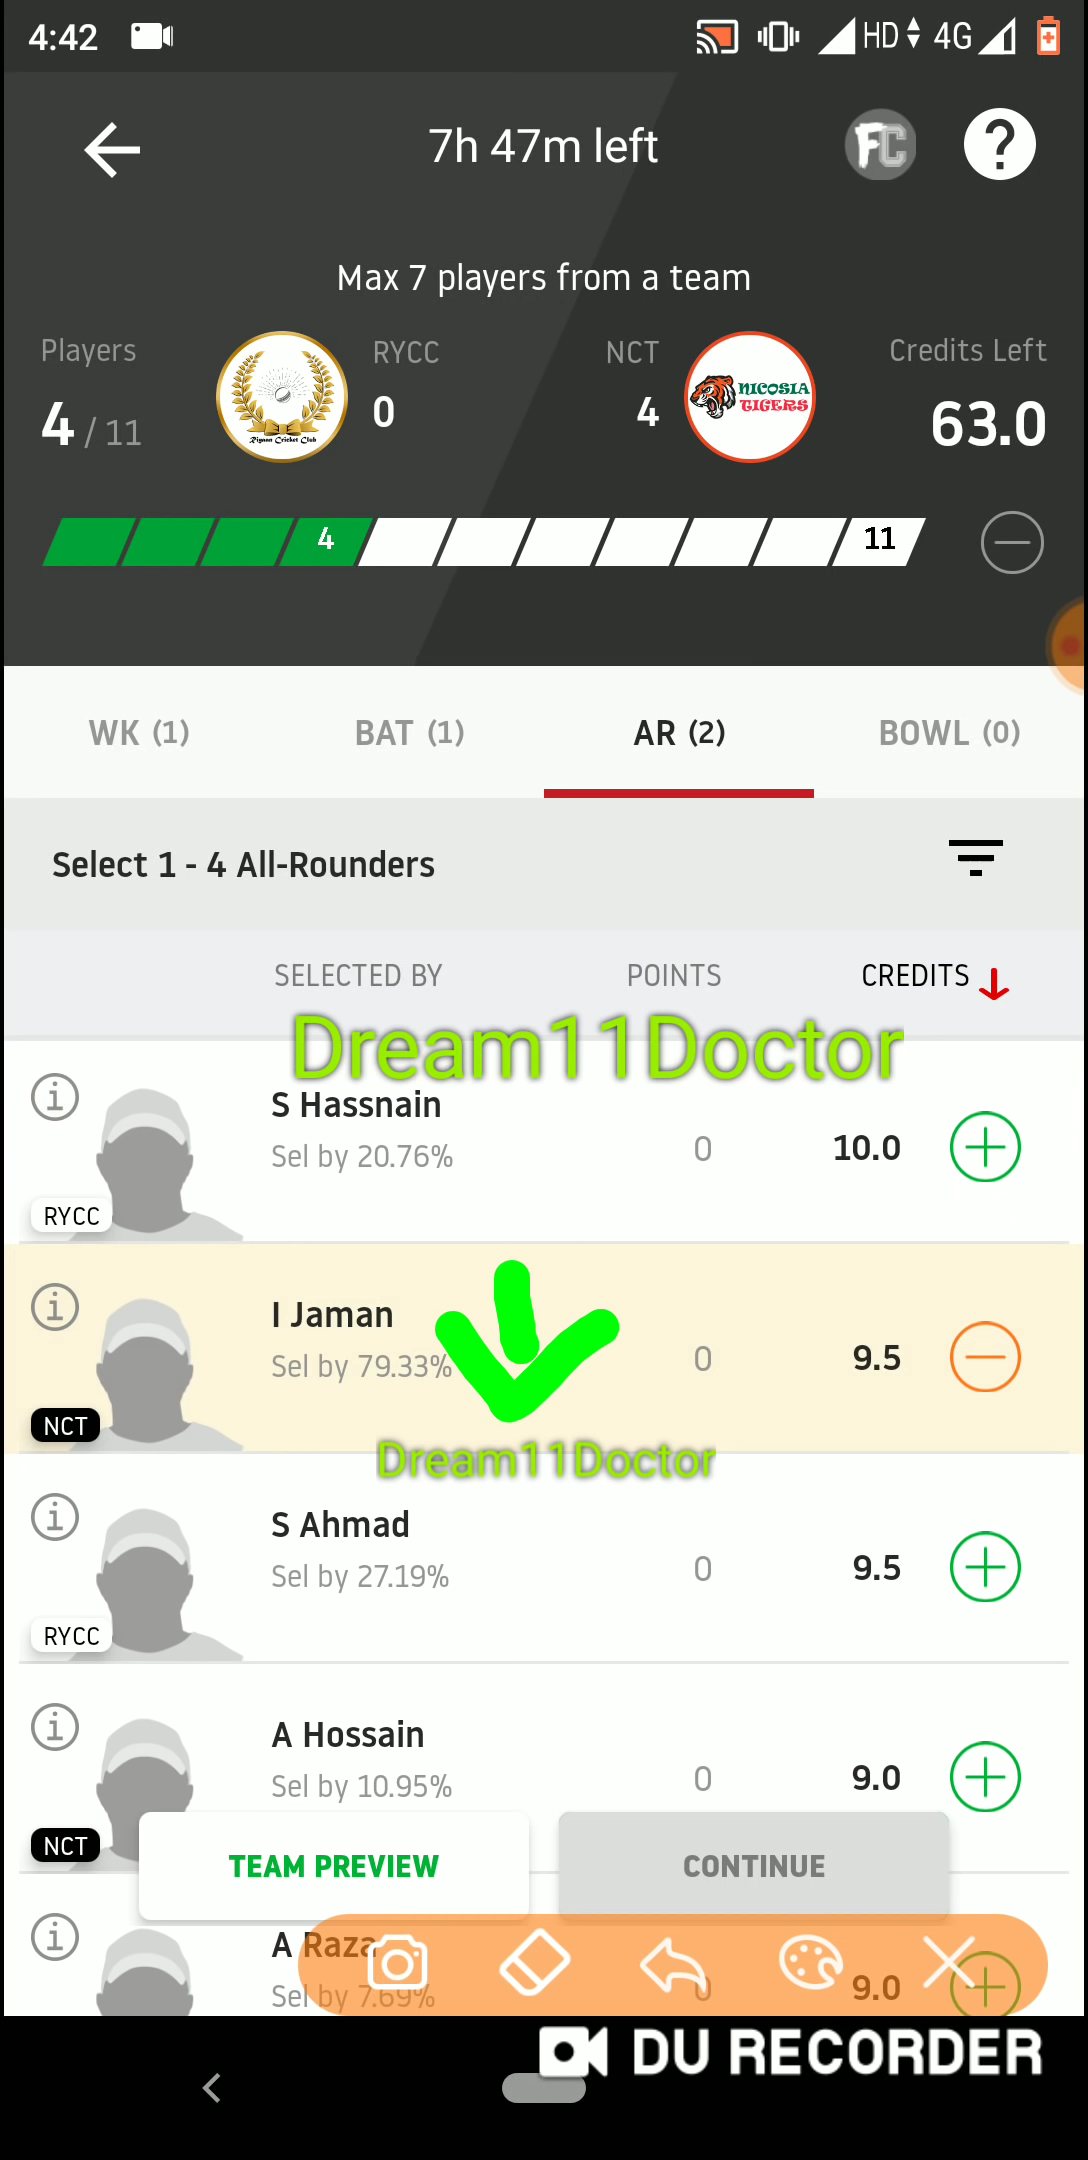 4:42 HD 4G
7h 47m left FC ?
Max 7 players from a team
Players RYCC NCT Credits Left
4 / 11 0 4 63.0
Riyaan Cricket Club
NICOSIA
TIGERS
4 11
WK (1) BAT (1) AR (2) BOWL (0)
Select 1 - 4 All-Rounders
SELECTED BY POINTS CREDITS
Dream11Doctor
S Hassnain
Sel by 20.76% 0 10.0
RYCC
I Jaman
Sel by 79.33% 0 9.5
NCT
Dream11Doctor
S Ahmad
Sel by 27.19% 0 9.5
RYCC
A Hossain
Sel by 10.95% 0 9.0
NCT
TEAM PREVIEW CONTINUE
A Raza
Sel by 7.69% 0 9.0
DU RECORDER